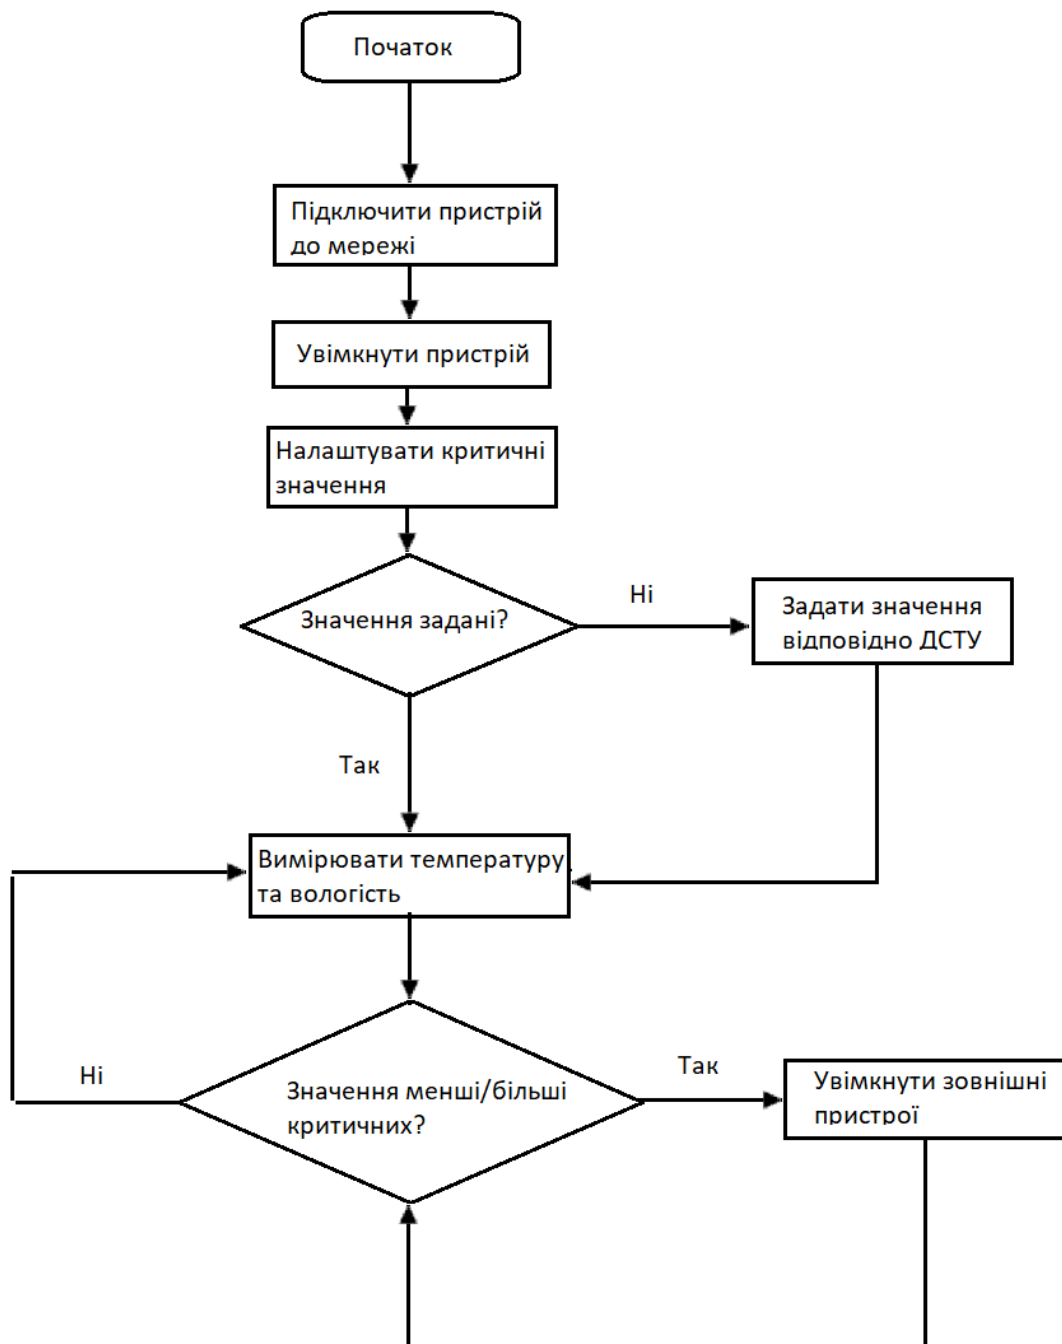 Початок
Підключити пристрій
до мережі
Увімкнути пристрій
Налаштувати критичні
значення
Значення задані?
Ні
Задати значення
відповідно ДСТУ
Так
Вимірювати температуру
та вологість
Ні
Значення менші/більші
критичних?
Так
Увімкнути зовнішні
пристрої